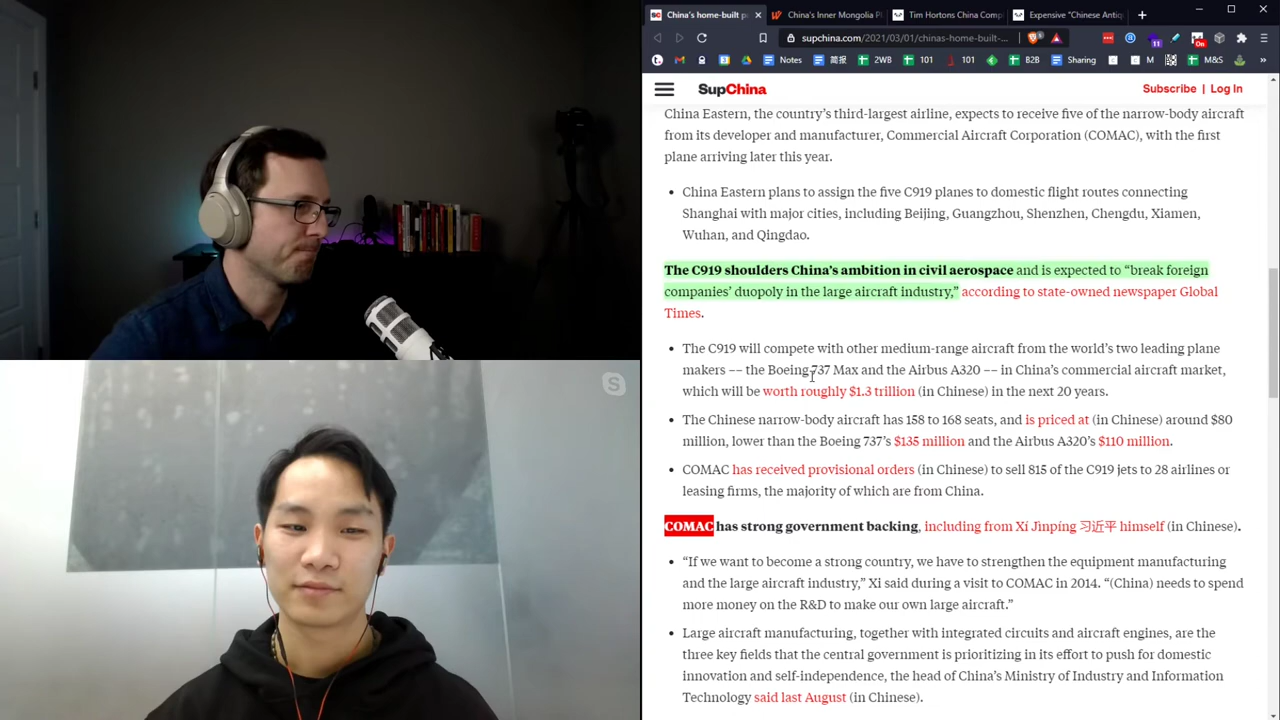 China's home-built p
China's Inner Mongolia P
Tim Hortons China Comp
Expensive "Chinese Antiq
supchina.com/2021/03/01/chinas-home-built-...
Notes
简报
2WB
101
101
B2B
Sharing
M
M&S
SupChina
Subscribe | Log In
China Eastern, the country's third-largest airline, expects to receive five of the narrow-body aircraft
from its developer and manufacturer, Commercial Aircraft Corporation (COMAC), with the first
plane arriving later this year.
• China Eastern plans to assign the five C919 planes to domestic flight routes connecting
Shanghai with major cities, including Beijing, Guangzhou, Shenzhen, Chengdu, Xiamen,
Wuhan, and Qingdao.
The C919 shoulders China's ambition in civil aerospace and is expected to “break foreign
companies' duopoly in the large aircraft industry,” according to state-owned newspaper Global
Times.
• The C919 will compete with other medium-range aircraft from the world's two leading plane
makers –– the Boeing 737 Max and the Airbus A320 –– in China's commercial aircraft market,
which will be worth roughly $1.3 trillion (in Chinese) in the next 20 years.
• The Chinese narrow-body aircraft has 158 to 168 seats, and is priced at (in Chinese) around $80
million, lower than the Boeing 737's $135 million and the Airbus A320's $110 million.
• COMAC has received provisional orders (in Chinese) to sell 815 of the C919 jets to 28 airlines or
leasing firms, the majority of which are from China.
COMAC has strong government backing, including from Xí Jìnpíng 习近平 himself (in Chinese).
• “If we want to become a strong country, we have to strengthen the equipment manufacturing
and the large aircraft industry,” Xi said during a visit to COMAC in 2014. “(China) needs to spend
more money on the R&D to make our own large aircraft.”
• Large aircraft manufacturing, together with integrated circuits and aircraft engines, are the
three key fields that the central government is prioritizing in its effort to push for domestic
innovation and self-independence, the head of China's Ministry of Industry and Information
Technology said last August (in Chinese).